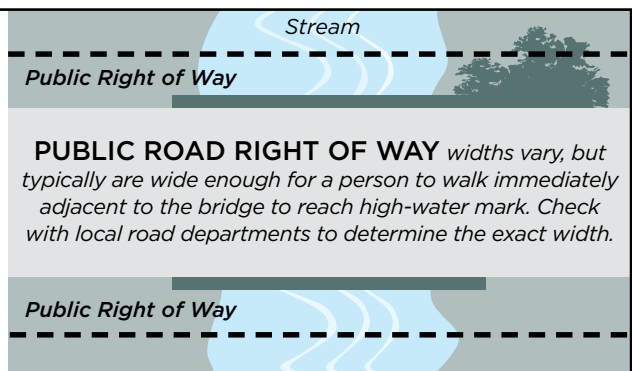 Stream
Public Right of Way
PUBLIC ROAD RIGHT OF WAY widths vary, but
typically are wide enough for a person to walk immediately
adjacent to the bridge to reach high-water mark. Check
with local road departments to determine the exact width.
Public Right of Way